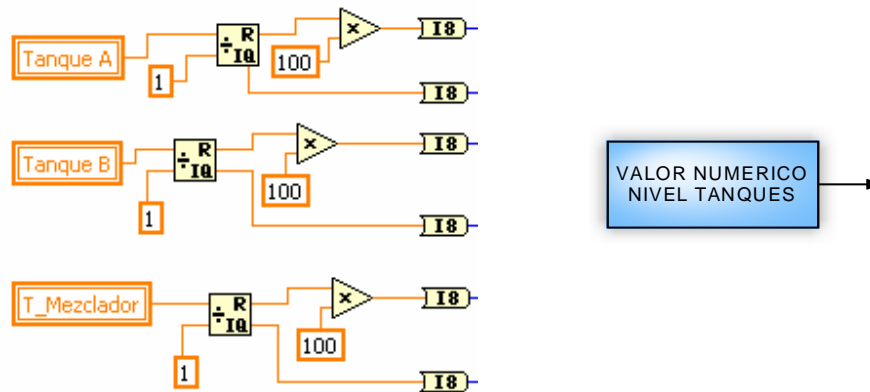 Tanque A
÷
R
IQ
1
100
×
I8
I8
Tanque B
÷
R
IQ
1
100
×
I8
I8
T_Mezclador
÷
R
IQ
1
100
×
I8
I8
VALOR NUMERICO
NIVEL TANQUES